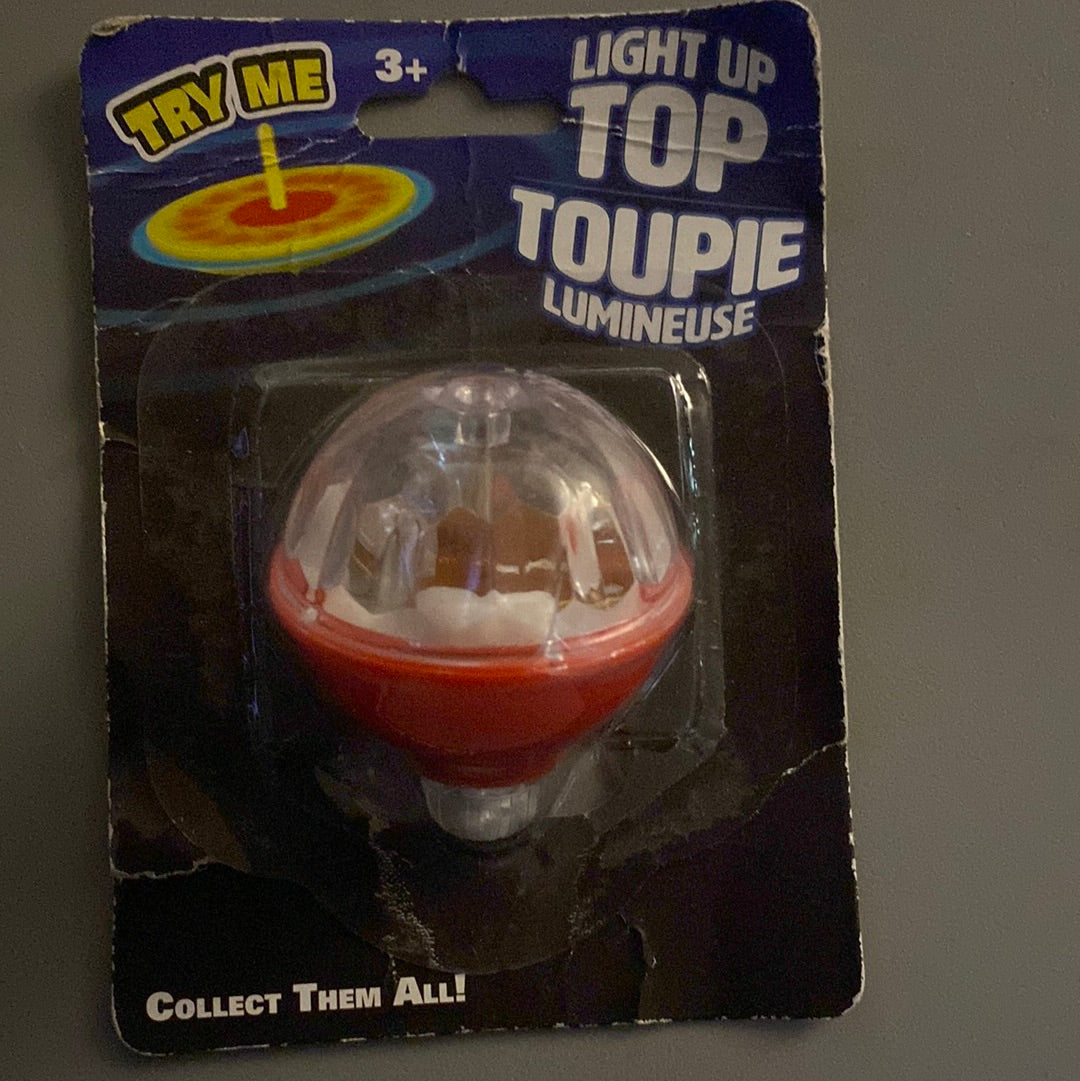 TRY ME
3+
LIGHT UP
TOP
TOUPIE
LUMINEUSE
COLLECT THEM ALL!